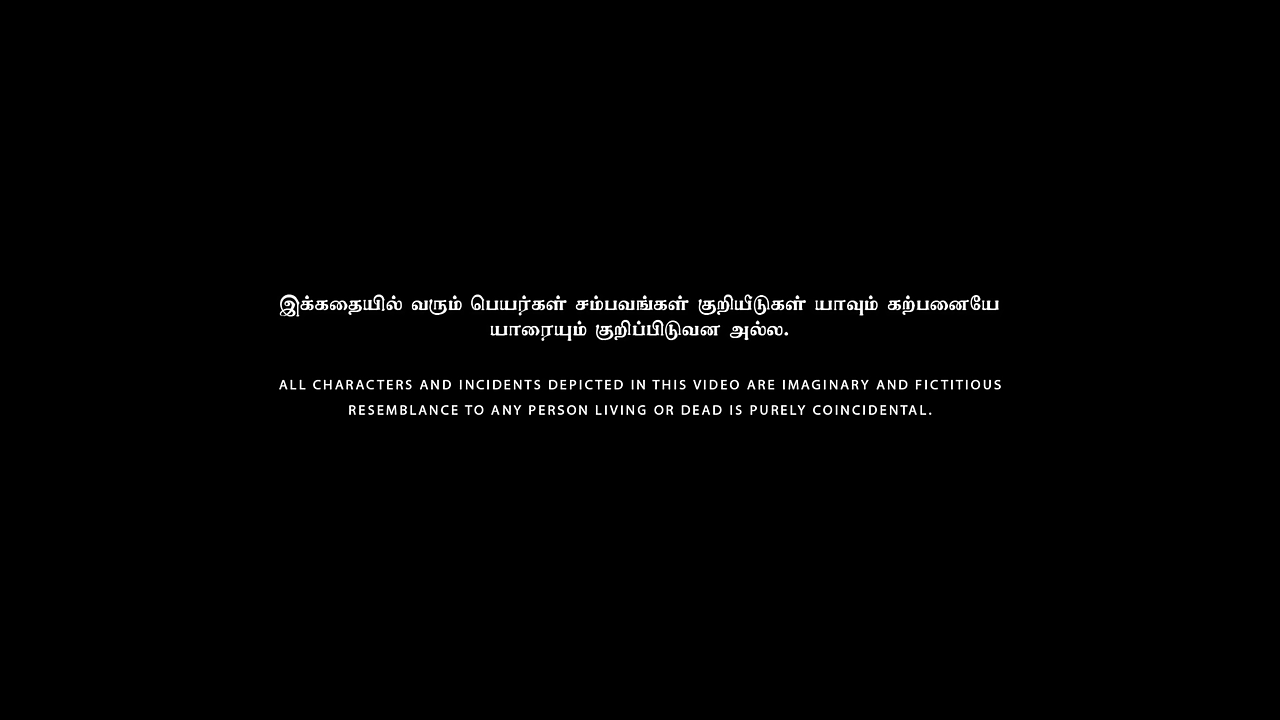 இக்கதையில் வரும் பெயர்கள் சம்பவங்கள் குறியீடுகள் யாவும் கற்பனையே
யாரையும் குறிப்பிடுவன அல்ல.
ALL CHARACTERS AND INCIDENTS DEPICTED IN THIS VIDEO ARE IMAGINARY AND FICTITIOUS
RESEMBLANCE TO ANY PERSON LIVING OR DEAD IS PURELY COINCIDENTAL.